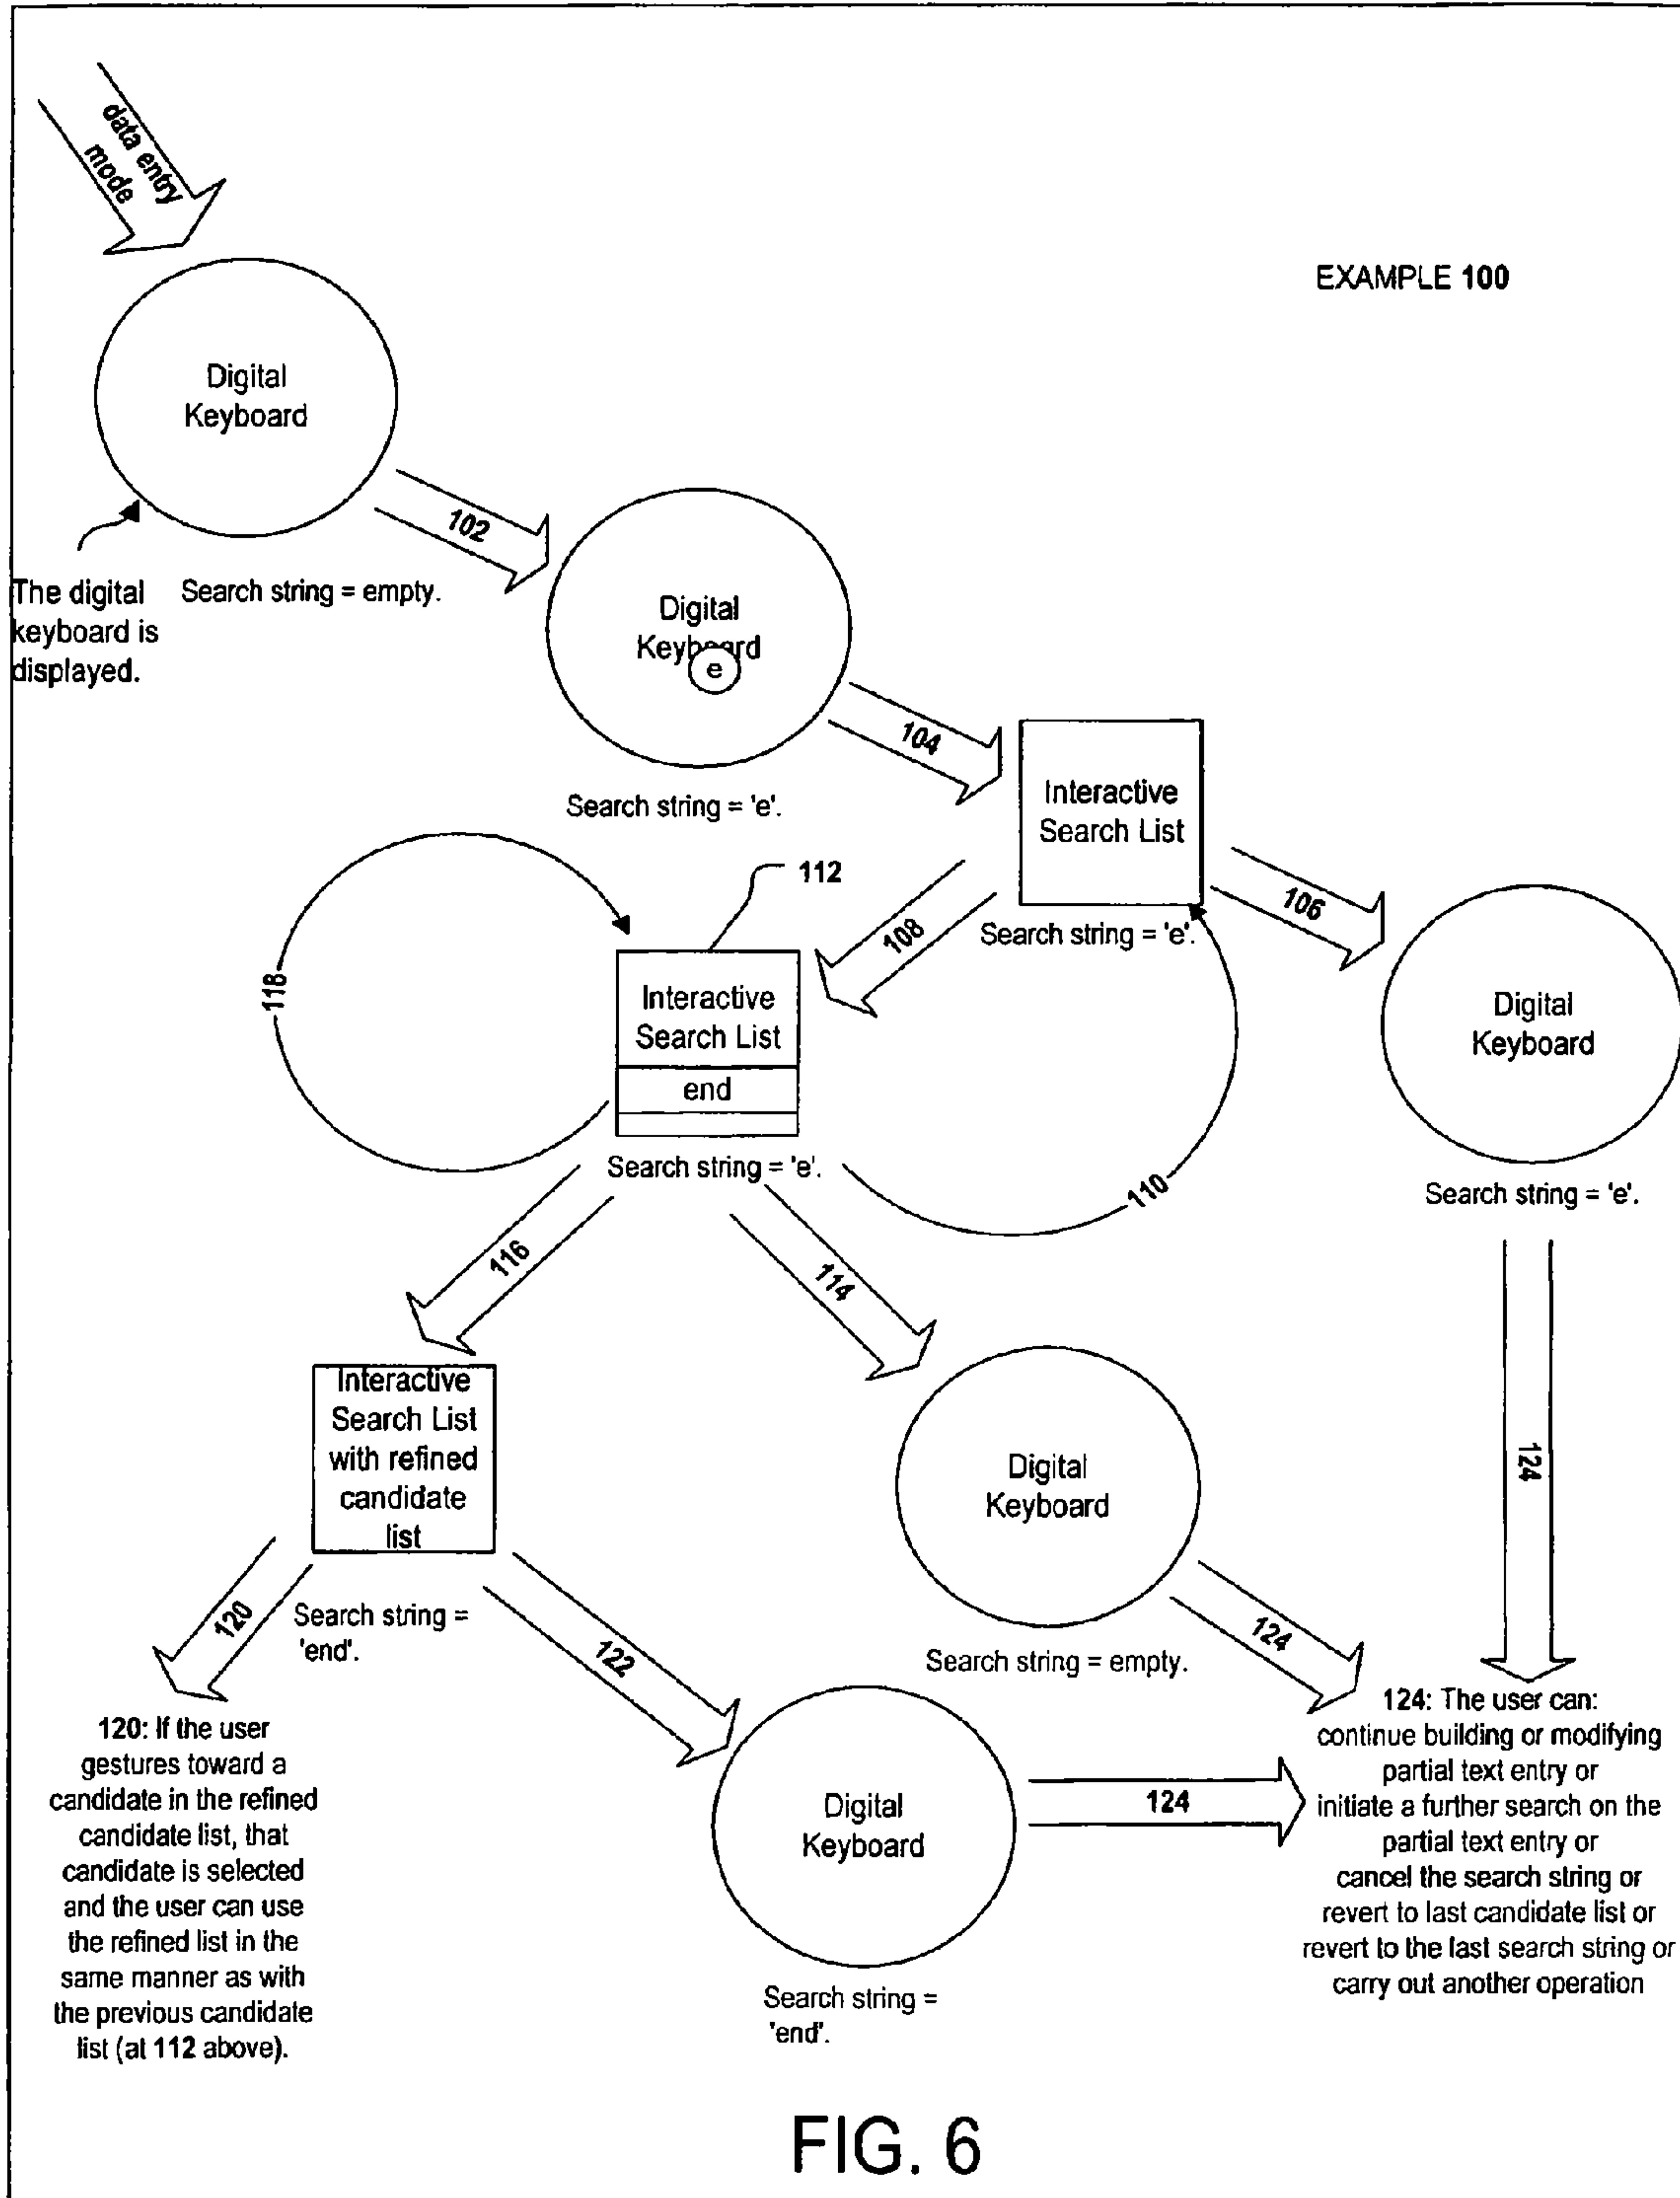 data entry
mode
EXAMPLE 100
Digital
Keyboard
102
The digital
keyboard is
displayed.
Search string = empty.
Digital
Keyboard
e
104
Search string = 'e'.
Interactive
Search List
112
108
Search string = 'e'.
106
118
Interactive
Search List
end
Digital
Keyboard
Search string = 'e'.
110
Search string = 'e'.
116
114
124
Interactive
Search List
with refined
candidate
list
Digital
Keyboard
120
Search string =
'end'.
122
124
Search string = empty.
120: If the user
gestures toward a
candidate in the refined
candidate list, that
candidate is selected
and the user can use
the refined list in the
same manner as with
the previous candidate
list (at 112 above).
Digital
Keyboard
124
124: The user can:
continue building or modifying
partial text entry or
initiate a further search on the
partial text entry or
cancel the search string or
revert to last candidate list or
revert to the last search string or
carry out another operation
Search string =
'end'.
FIG. 6